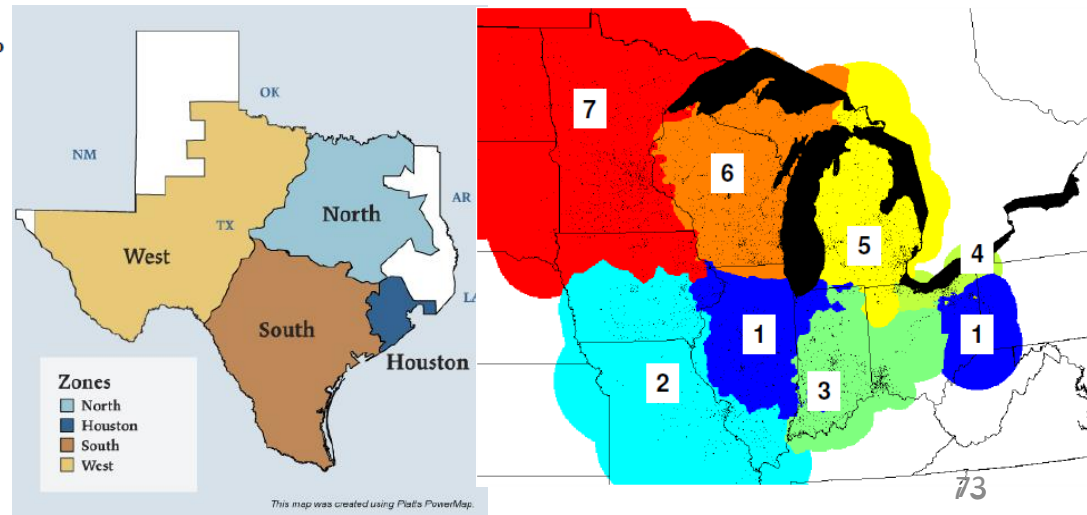 OK
NM
AR
North
TX
West
South
Houston
Zones
North
Houston
South
West
This map was created using Platts PowerMap.
7
6
5
4
1
1
2
3
73